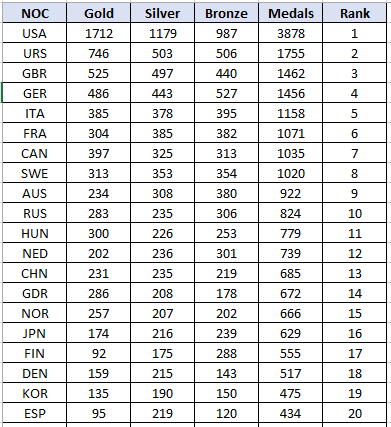 NOC Gold Silver Bronze Medals Rank
USA 1712 1179 987 3878 1
URS 746 503 506 1755 2
GBR 525 497 440 1462 3
GER 486 443 527 1456 4
ITA 385 378 395 1158 5
FRA 304 385 382 1071 6
CAN 397 325 313 1035 7
SWE 313 353 354 1020 8
AUS 234 308 380 922 9
RUS 283 235 306 824 10
HUN 300 226 253 779 11
NED 202 236 301 739 12
CHN 231 235 219 685 13
GDR 286 208 178 672 14
NOR 257 207 202 666 15
JPN 174 216 239 629 16
FIN 92 175 288 555 17
DEN 159 215 143 517 18
KOR 135 190 150 475 19
ESP 95 219 120 434 20